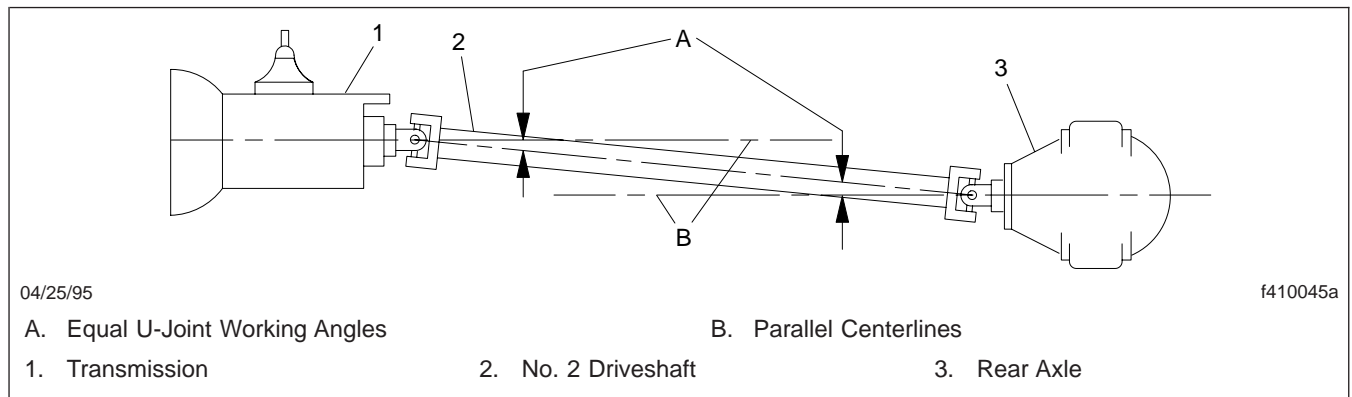 1
2
A
3
B
04/25/95 f410045a
A. Equal U-Joint Working Angles B. Parallel Centerlines
1. Transmission 2. No. 2 Driveshaft 3. Rear Axle